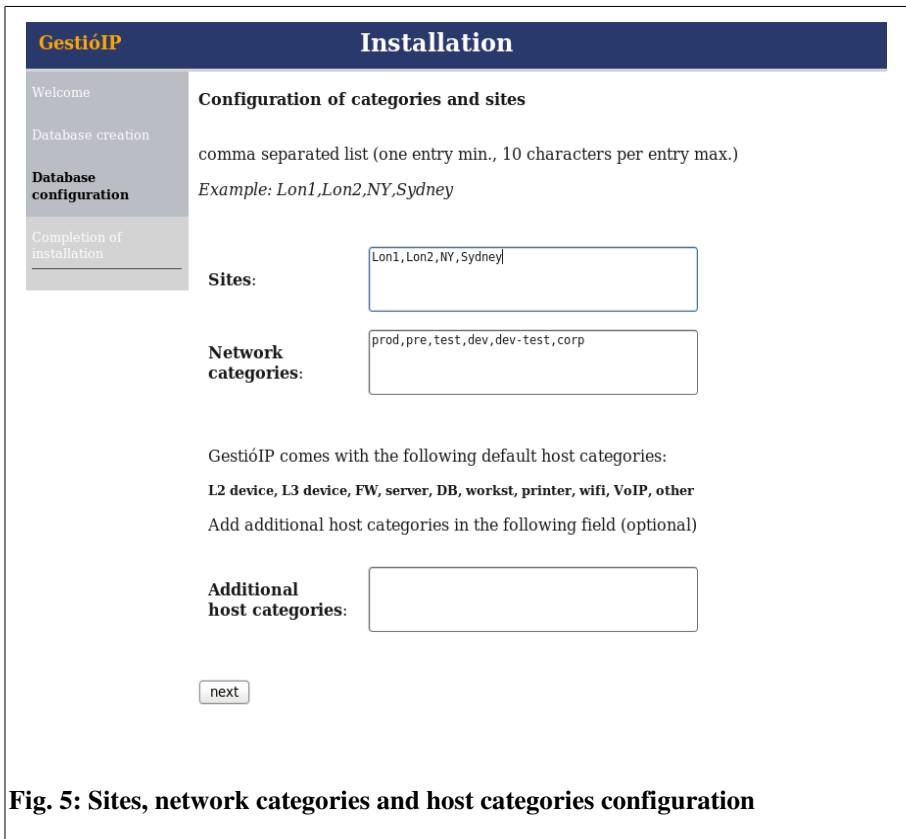 GestióIP
Installation
Welcome
Database creation
Database
configuration
Completion of
installation
Configuration of categories and sites
comma separated list (one entry min., 10 characters per entry max.)
Example: Lon1,Lon2,NY,Sydney
Sites:
Lon1,Lon2,NY,Sydney
Network
categories:
prod,pre,test,dev,dev-test,corp
GestióIP comes with the following default host categories:
L2 device, L3 device, FW, server, DB, workst, printer, wifi, VoIP, other
Add additional host categories in the following field (optional)
Additional
host categories:
next
Fig. 5: Sites, network categories and host categories configuration